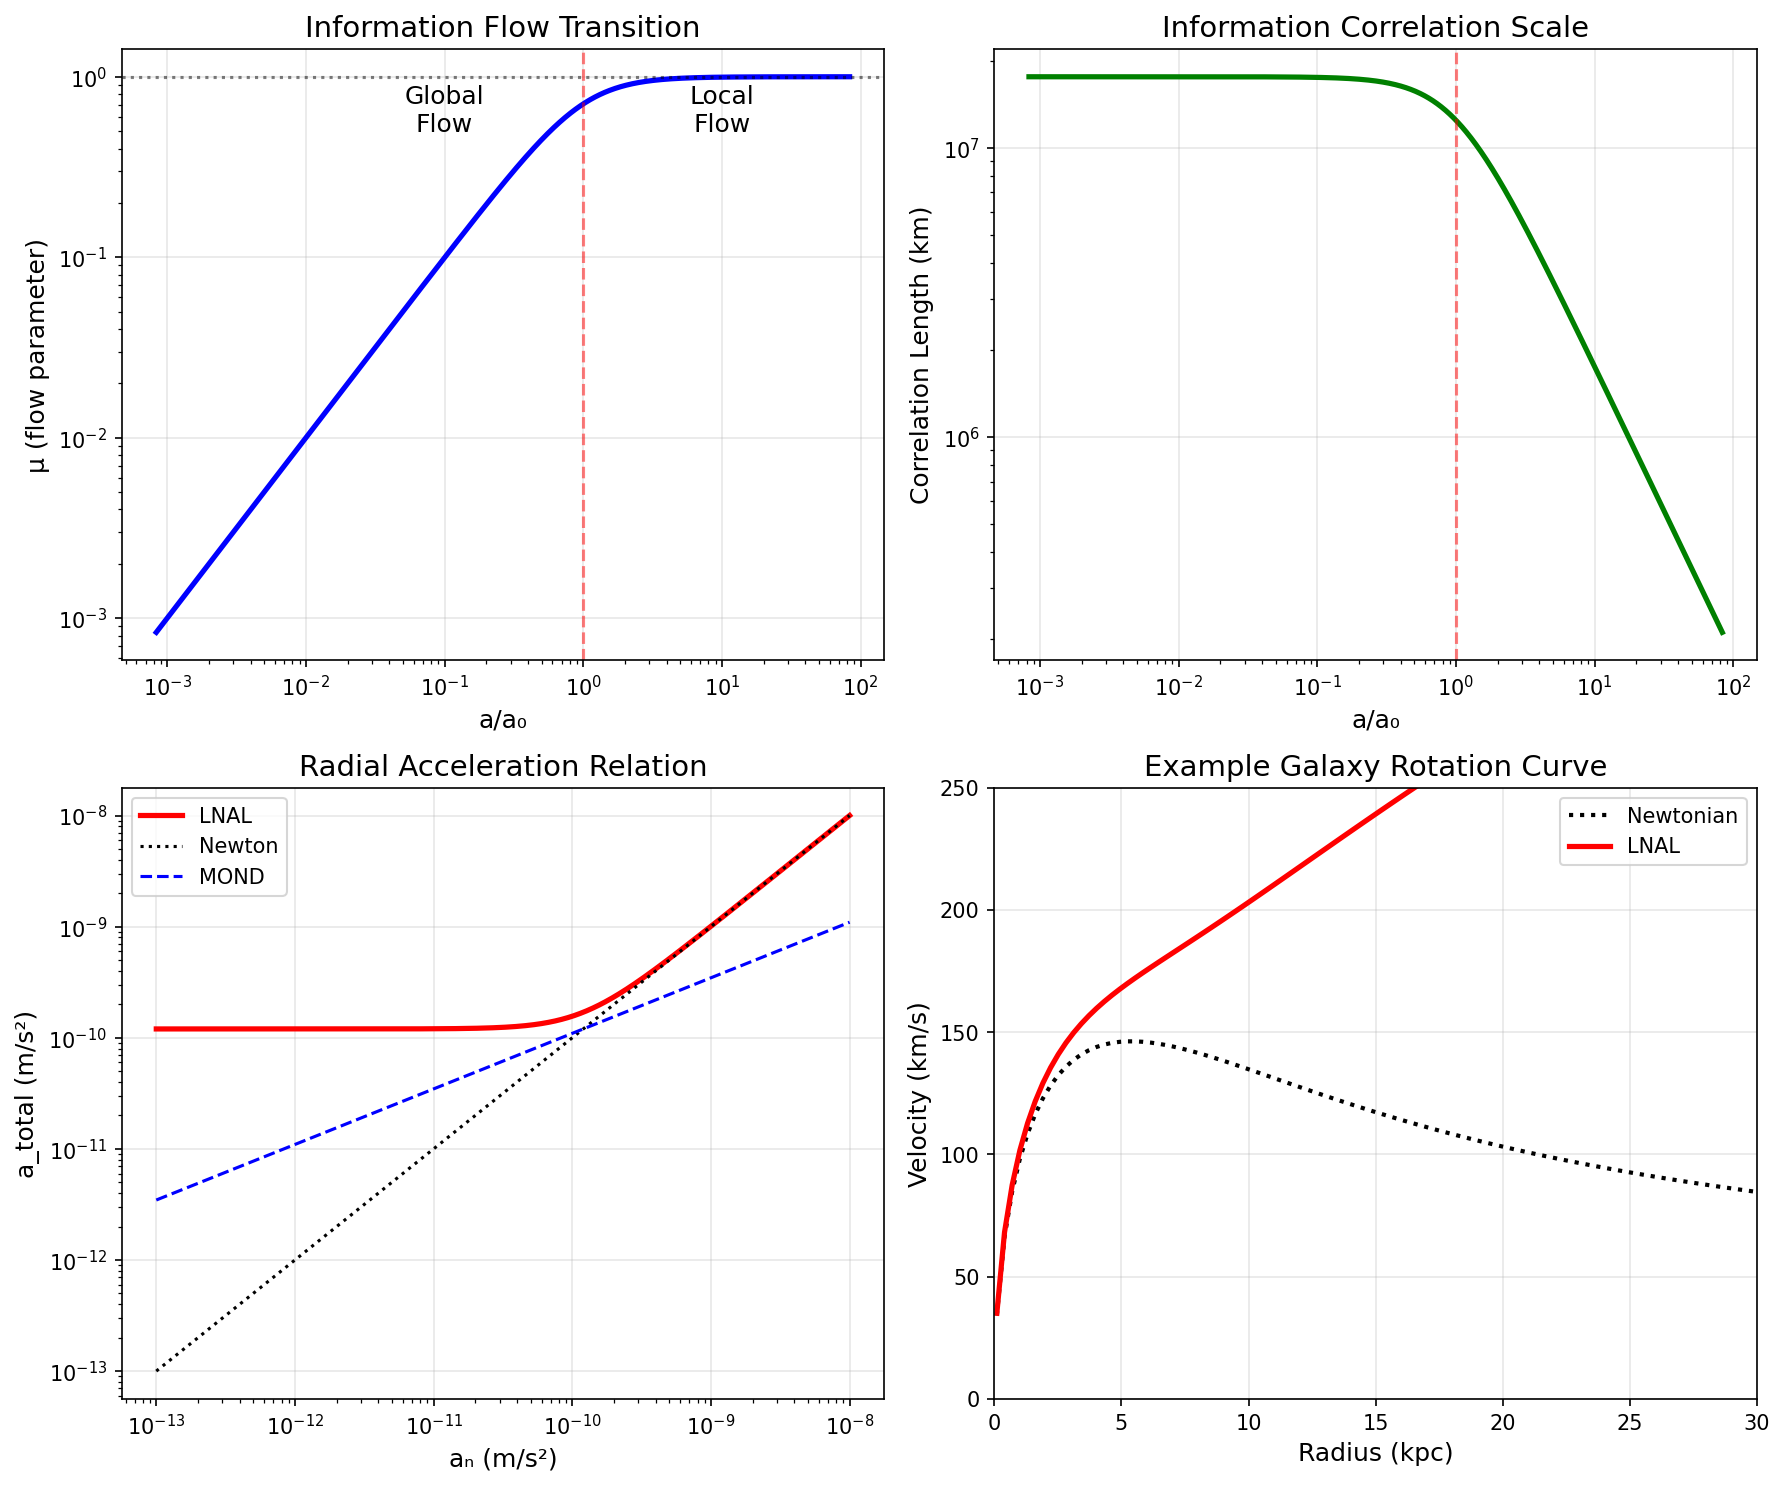 Information Flow Transition
μ (flow parameter)
10⁰
10⁻¹
10⁻²
10⁻³
Global
Flow
Local
Flow
10⁻³ 10⁻² 10⁻¹ 10⁰ 10¹ 10²
a/a₀
Information Correlation Scale
Correlation Length (km)
10⁷
10⁶
10⁻³ 10⁻² 10⁻¹ 10⁰ 10¹ 10²
a/a₀
Radial Acceleration Relation
a_total (m/s²)
10⁻⁸
10⁻⁹
10⁻¹⁰
10⁻¹¹
10⁻¹²
10⁻¹³
LNAL
Newton
MOND
10⁻¹³ 10⁻¹² 10⁻¹¹ 10⁻¹⁰ 10⁻⁹ 10⁻⁸
aₙ (m/s²)
Example Galaxy Rotation Curve
Velocity (km/s)
250
200
150
100
50
0
Newtonian
LNAL
0 5 10 15 20 25 30
Radius (kpc)